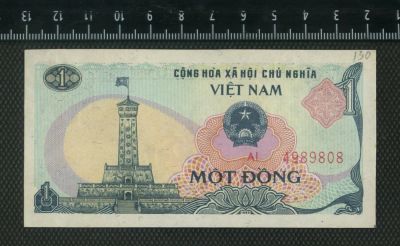 13 12 11 10 9 8 7 6 5 4 3 2 1
130
1
CỘNG HÒA XÃ HỘI CHỦ NGHĨA
VIỆT NAM
1
AI 4989808
1
MỘT ĐỒNG